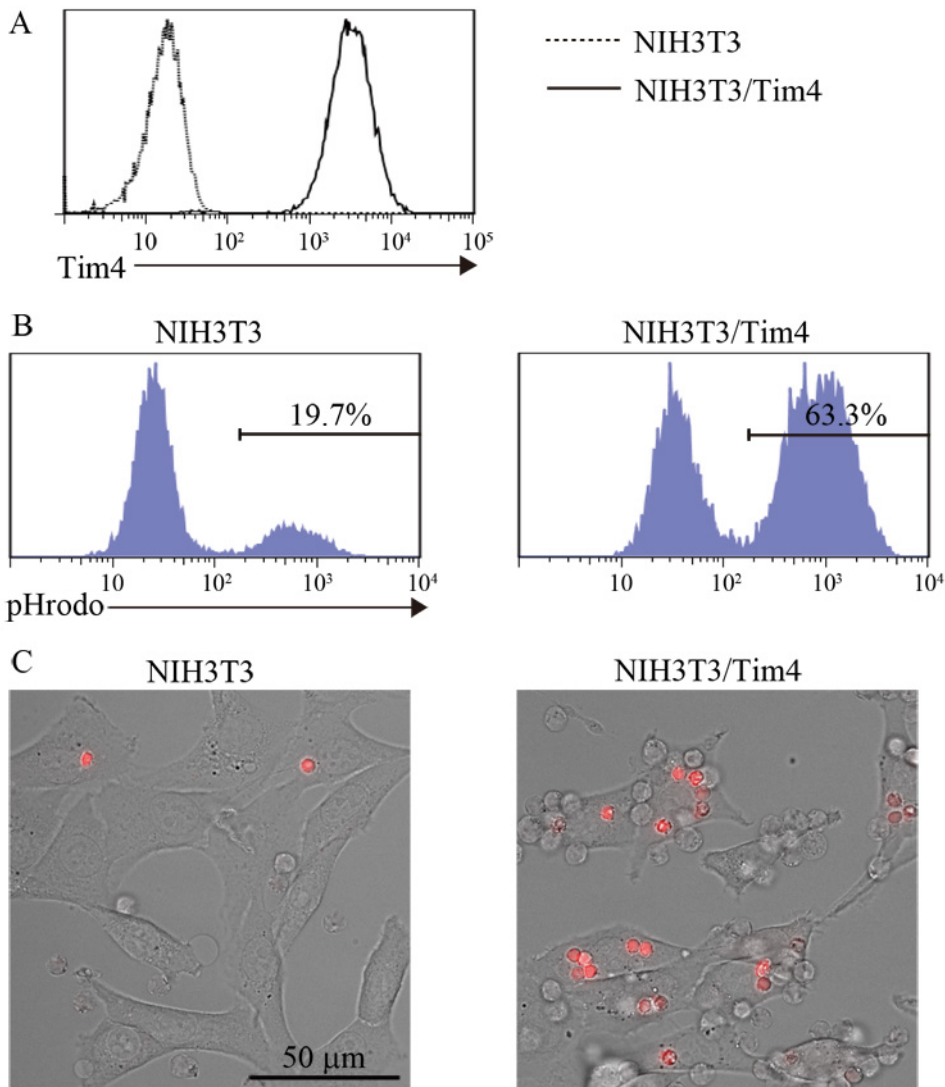 A
NIH3T3
NIH3T3/Tim4
10 10² 10³ 10⁴ 10⁵
Tim4
B
NIH3T3
NIH3T3/Tim4
19.7%
63.3%
10 10² 10³ 10⁴
10 10² 10³ 10⁴
pHrodo
C
NIH3T3
NIH3T3/Tim4
50 µm